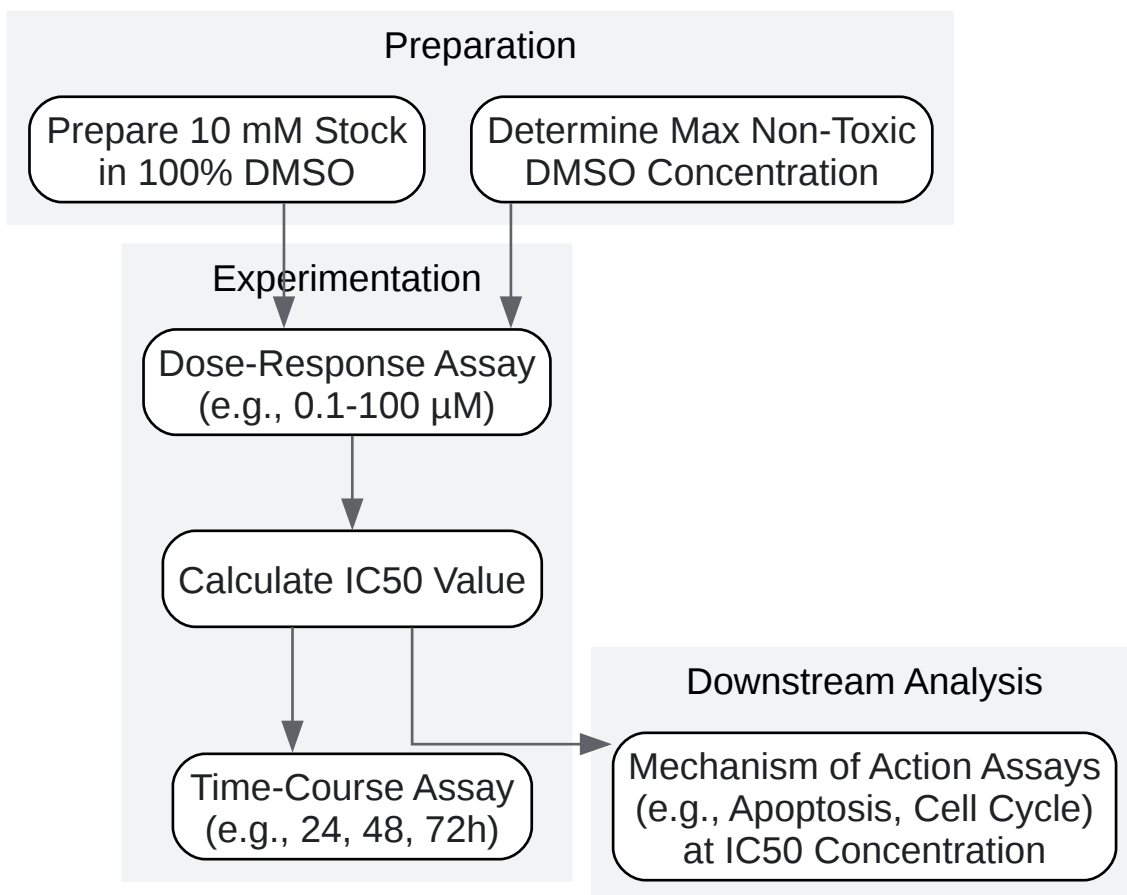 Preparation
Prepare 10 mM Stock
in 100% DMSO
Determine Max Non-Toxic
DMSO Concentration
Experimentation
Dose-Response Assay
(e.g., 0.1-100 µM)
Calculate IC50 Value
Time-Course Assay
(e.g., 24, 48, 72h)
Downstream Analysis
Mechanism of Action Assays
(e.g., Apoptosis, Cell Cycle)
at IC50 Concentration